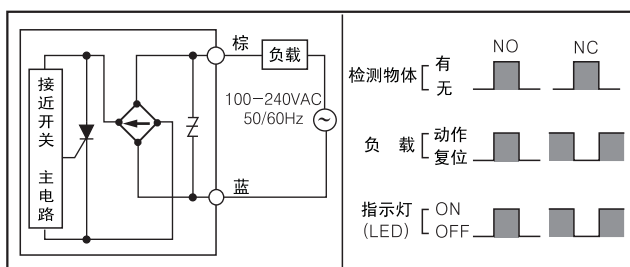 接近开关 主电路
棕
负载
100-240VAC
50/60Hz
蓝
NO NC
检测物体 有
无
负 载 动作
复位
指示灯 ON
(LED) OFF